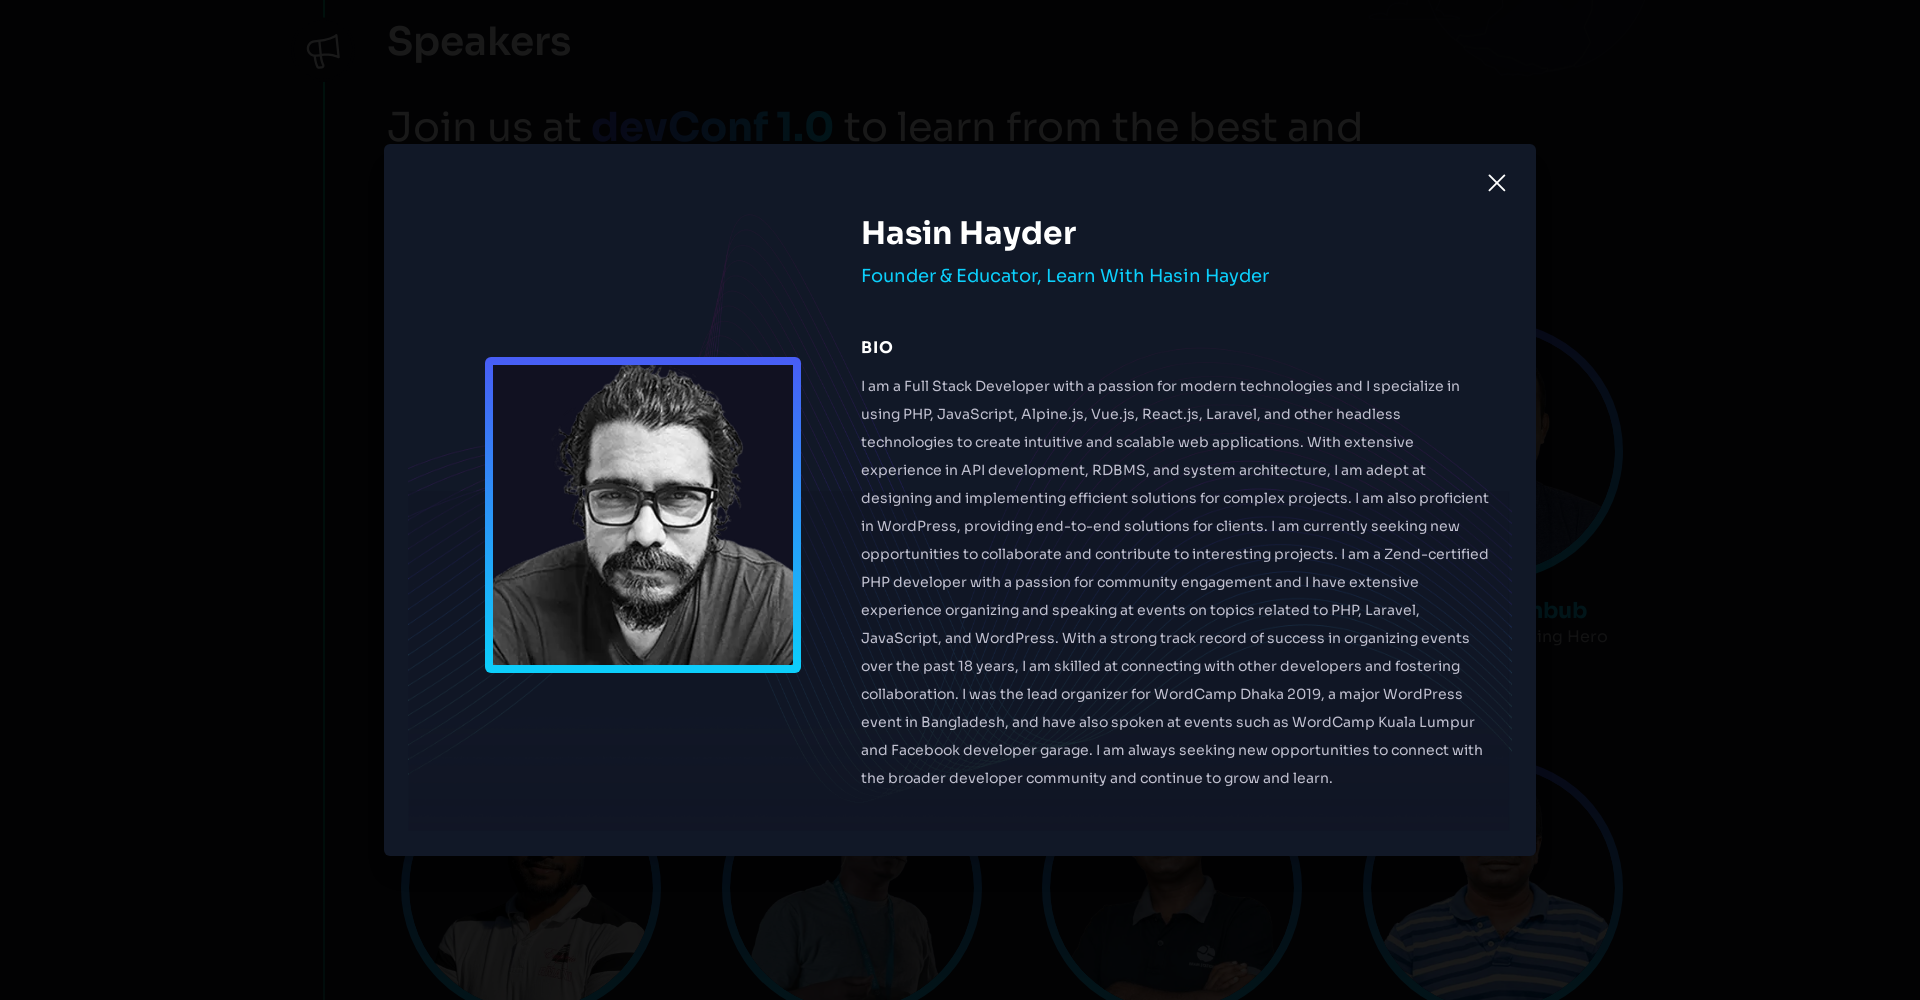 Speakers
Join us at devConf 1.0 to learn from the best and
Hasin Hayder
Founder & Educator, Learn With Hasin Hayder
BIO
I am a Full Stack Developer with a passion for modern technologies and I specialize in
using PHP, JavaScript, Alpine.js, Vue.js, React.js, Laravel, and other headless
technologies to create intuitive and scalable web applications. With extensive
experience in API development, RDBMS, and system architecture, I am adept at
designing and implementing efficient solutions for complex projects. I am also proficient
in WordPress, providing end-to-end solutions for clients. I am currently seeking new
opportunities to collaborate and contribute to interesting projects. I am a Zend-certified
PHP developer with a passion for community engagement and I have extensive
experience organizing and speaking at events on topics related to PHP, Laravel,
JavaScript, and WordPress. With a strong track record of success in organizing events
over the past 18 years, I am skilled at connecting with other developers and fostering
collaboration. I was the lead organizer for WordCamp Dhaka 2019, a major WordPress
event in Bangladesh, and have also spoken at events such as WordCamp Kuala Lumpur
and Facebook developer garage. I am always seeking new opportunities to connect with
the broader developer community and continue to grow and learn.
Hero